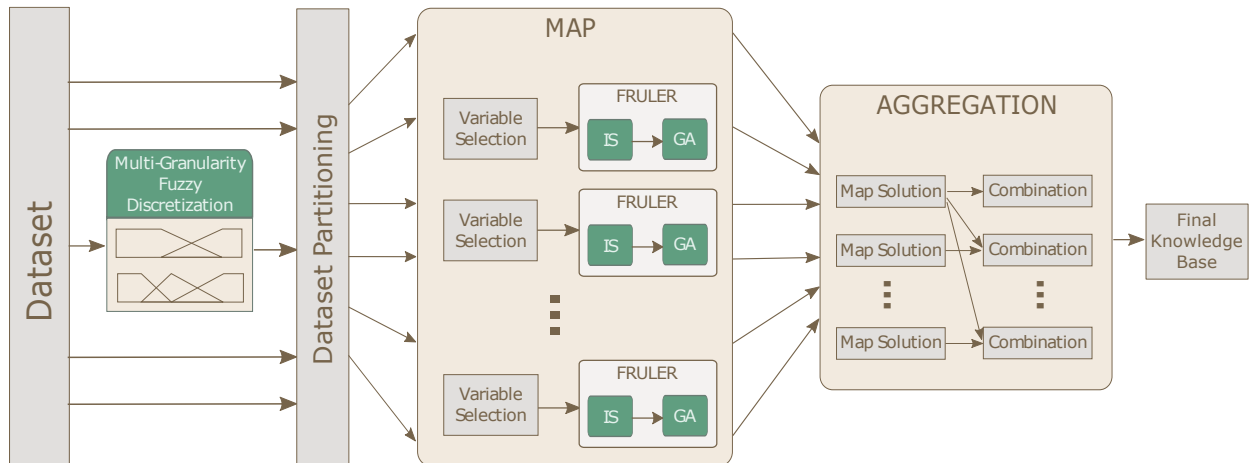 Dataset
Multi-Granularity
Fuzzy
Discretization
Dataset Partitioning
MAP
Variable
Selection
FRULER
IS
GA
Variable
Selection
FRULER
IS
GA
Variable
Selection
FRULER
IS
GA
AGGREGATION
Map Solution
Combination
Map Solution
Combination
Map Solution
Combination
Final
Knowledge
Base